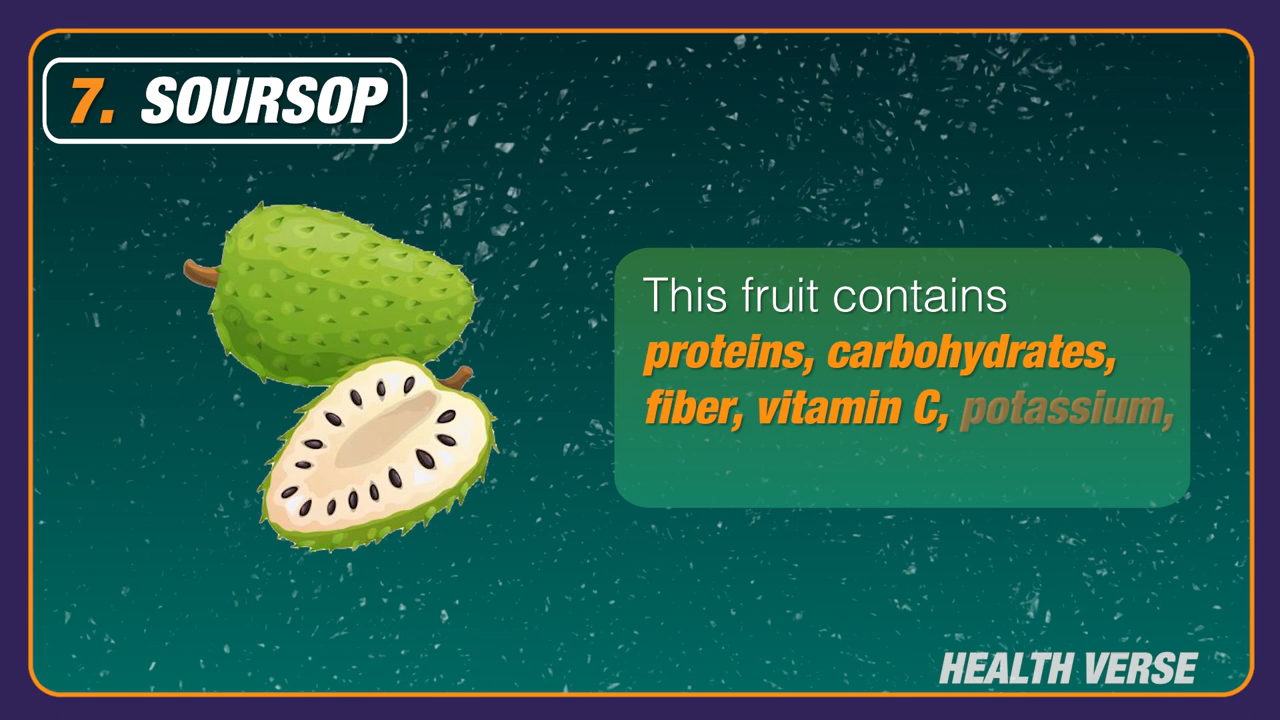 7. SOURSOP
This fruit contains
proteins, carbohydrates,
fiber, vitamin C, potassium,
HEALTH VERSE